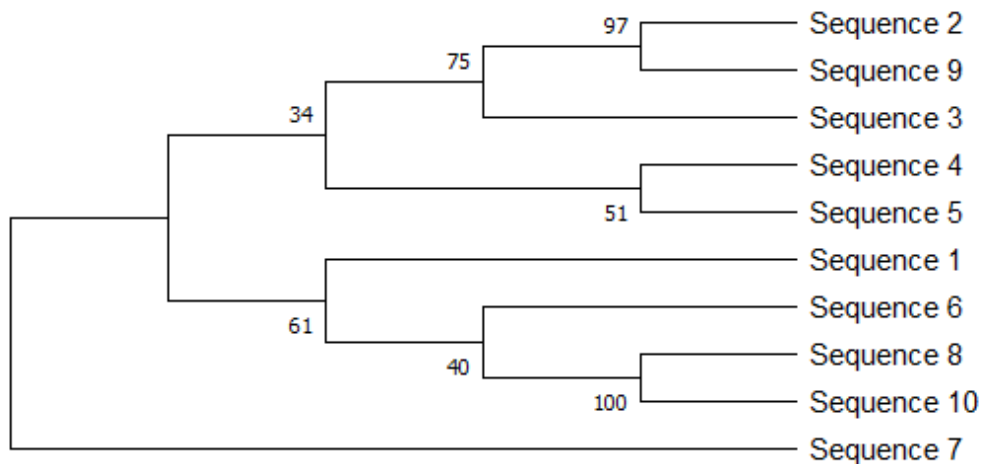 97
Sequence 2
75
Sequence 9
34
Sequence 3
Sequence 4
51
Sequence 5
Sequence 1
61
Sequence 6
40
Sequence 8
100
Sequence 10
Sequence 7